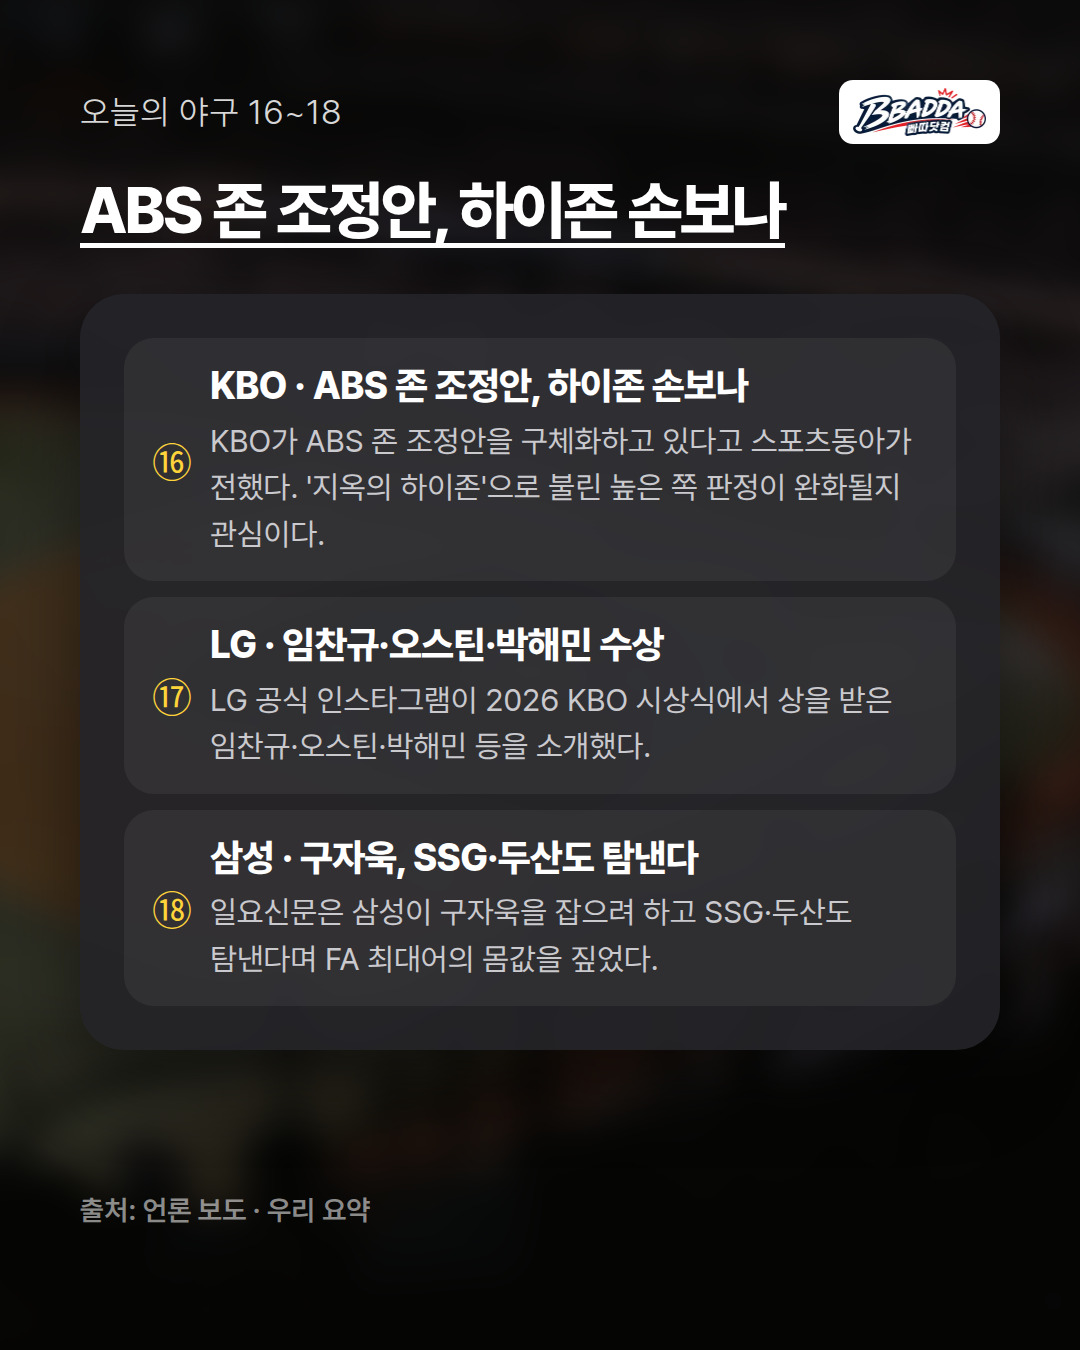 오늘의 야구 16~18
BBADDA
빠따닷컴
ABS 존 조정안, 하이존 손보나
KBO · ABS 존 조정안, 하이존 손보나
⑯ KBO가 ABS 존 조정안을 구체화하고 있다고 스포츠동아가
전했다. '지옥의 하이존'으로 불린 높은 쪽 판정이 완화될지
관심이다.
LG · 임찬규·오스틴·박해민 수상
⑰ LG 공식 인스타그램이 2026 KBO 시상식에서 상을 받은
임찬규·오스틴·박해민 등을 소개했다.
삼성 · 구자욱, SSG·두산도 탐낸다
⑱ 일요신문은 삼성이 구자욱을 잡으려 하고 SSG·두산도
탐낸다며 FA 최대어의 몸값을 짚었다.
출처: 언론 보도 · 우리 요약